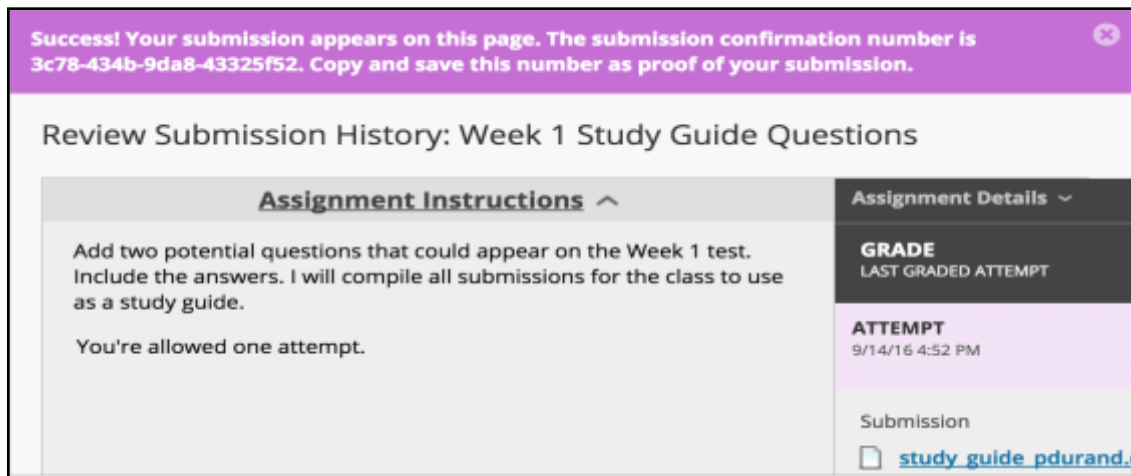 Success! Your submission appears on this page. The submission confirmation number is
3c78-434b-9da8-43325f52. Copy and save this number as proof of your submission.
Review Submission History: Week 1 Study Guide Questions
Assignment Instructions
Add two potential questions that could appear on the Week 1 test.
Include the answers. I will compile all submissions for the class to use
as a study guide.
You're allowed one attempt.
Assignment Details
GRADE
LAST GRADED ATTEMPT
ATTEMPT
9/14/16 4:52 PM
Submission
study_guide_pdurand.